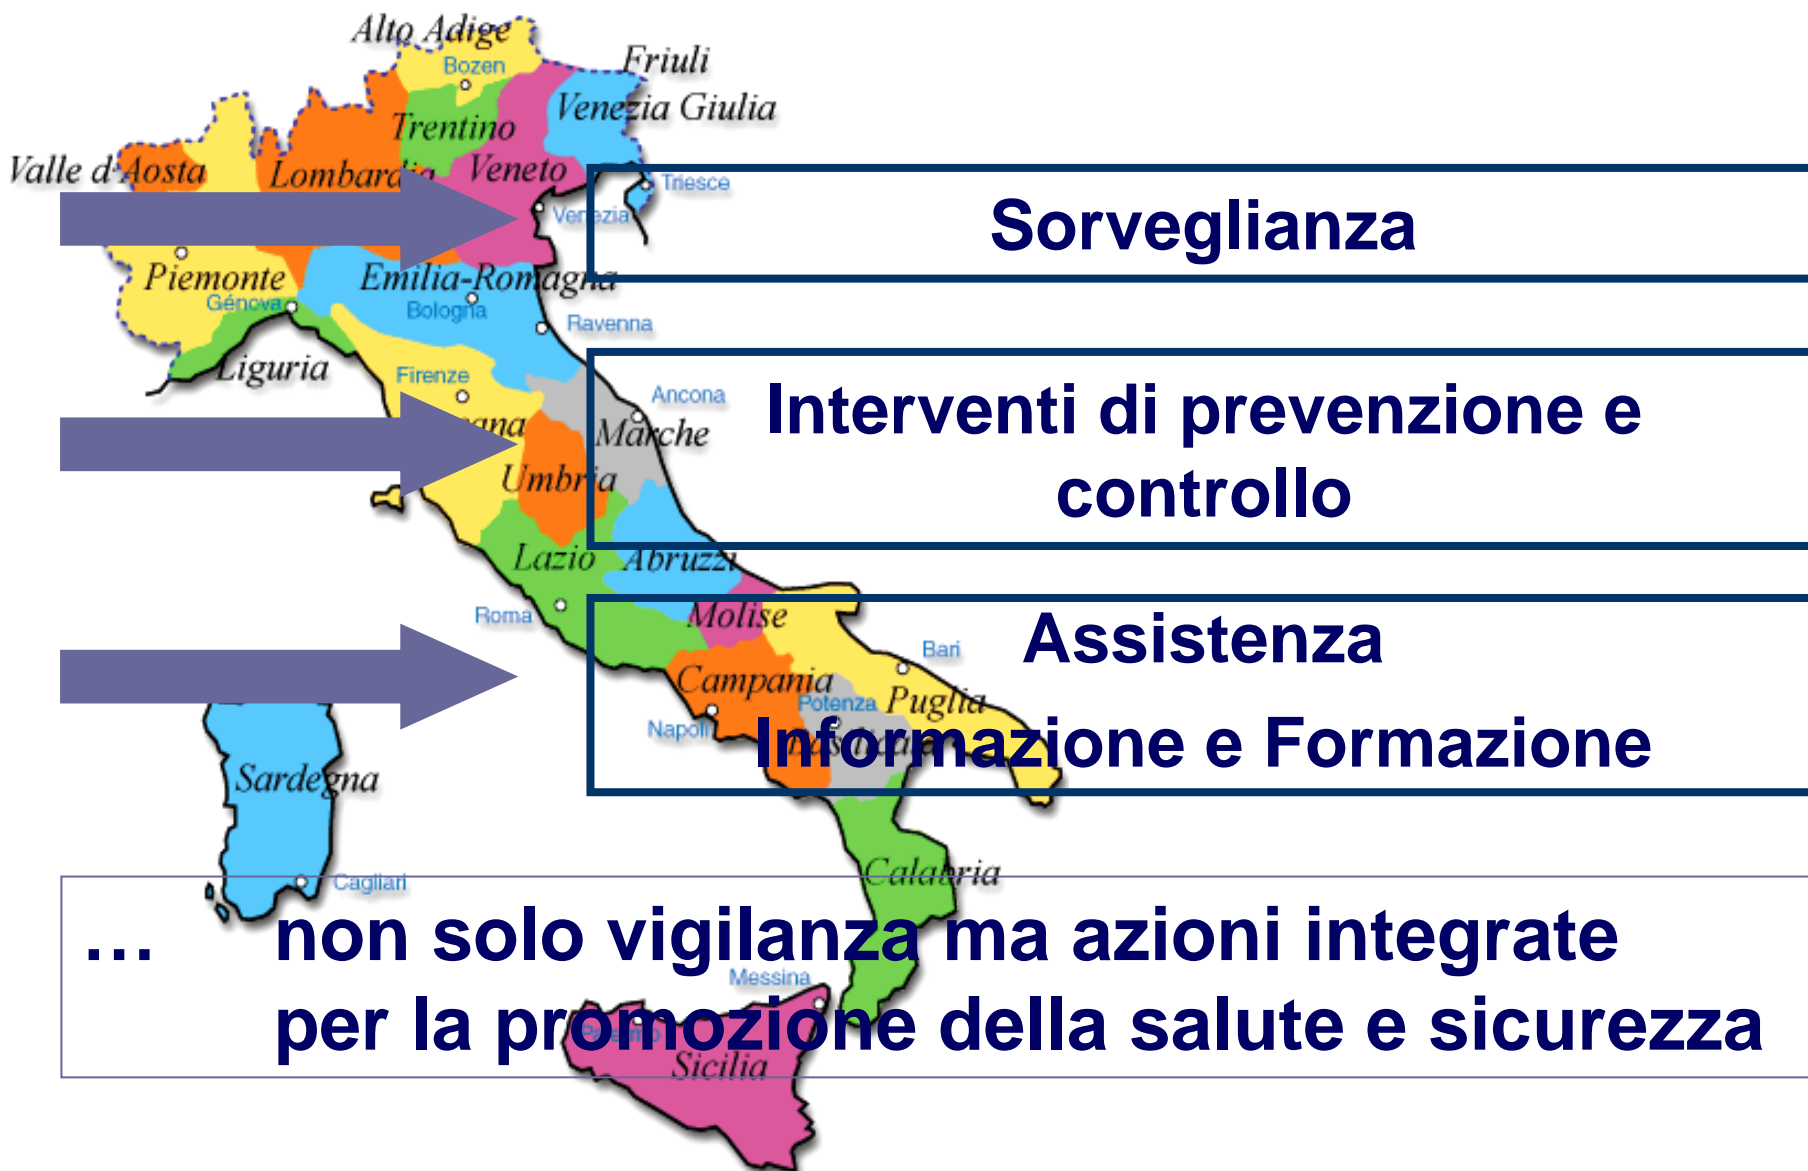 Alto Adige
Bozen
Friuli
Venezia Giulia
Trentino
Valle d'Aosta
Lombardia
Veneto
Triesce
Venezia
Sorveglianza
Piemonte
Emilia-Romagna
Génova
Bologna
Ravenna
Liguria
Firenze
Ancona
Interventi di prevenzione e
Marche
Umbria
controllo
Lazio
Abruzzi
Roma
Molise
Assistenza
Bari
Campania
Potenza
Puglia
Napoli
Informazione e Formazione
Sardegna
Calabria
Cagliari
… non solo vigilanza ma azioni integrate
Messina
per la promozione della salute e sicurezza
Sicilia